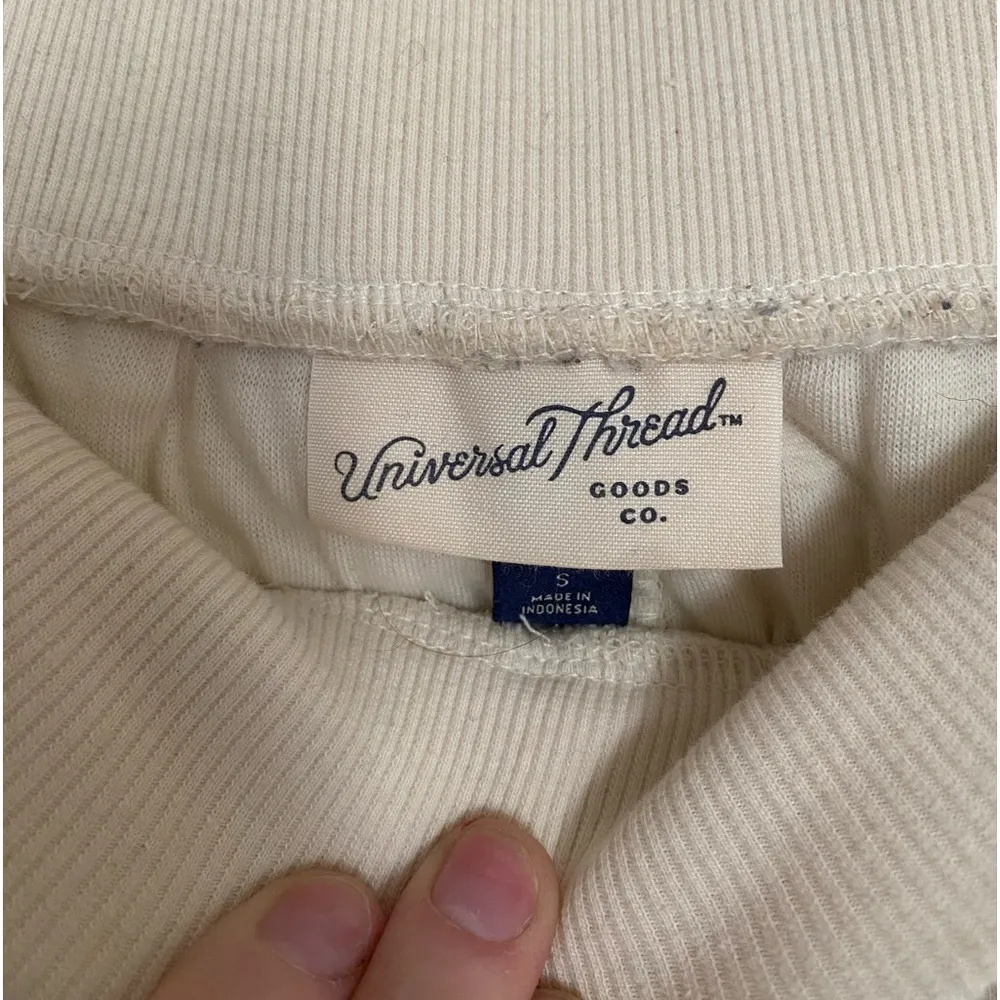 Universal Thread™
GOODS
CO.
S
MADE IN
INDONESIA